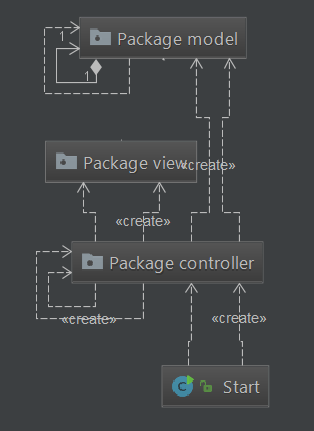 1
Package model
1
Package view
«create»
«create»
Package controller
«create»
«create»
C
Start